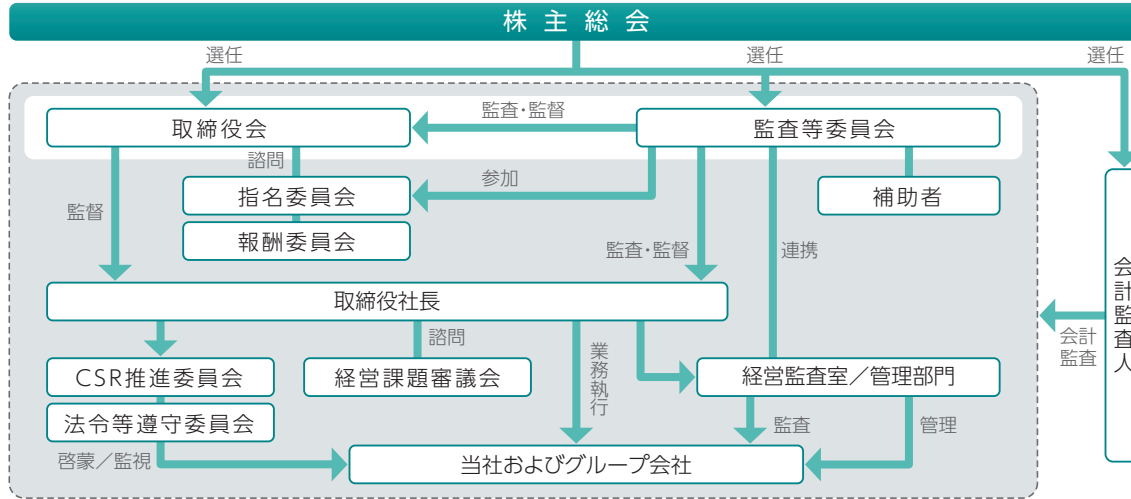 株主総会
選任
選任
選任
取締役会
監査・監督
監査等委員会
諮問
指名委員会
参加
補助者
監督
報酬委員会
監査・監督
連携
取締役社長
会計監査人
諮問
業務執行
会計
監査
CSR推進委員会
経営課題審議会
経営監査室／管理部門
法令等遵守委員会
監査
管理
啓蒙／監視
当社およびグループ会社